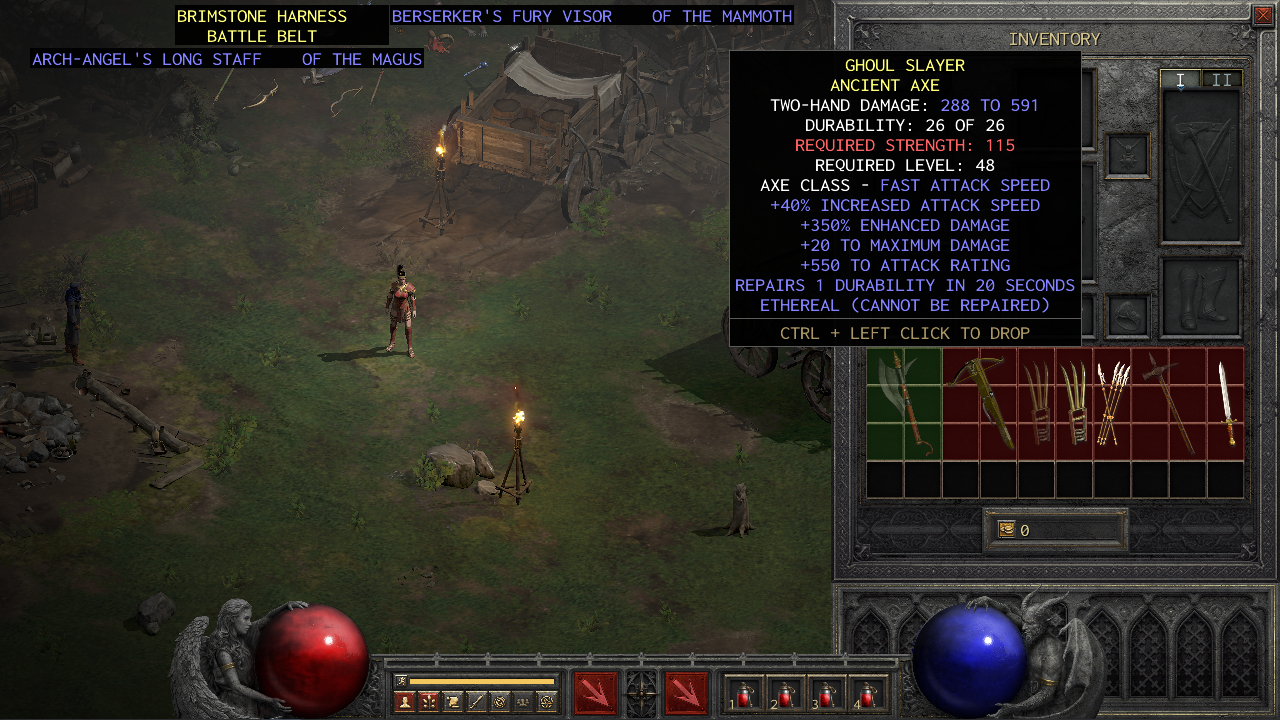 BRIMSTONE HARNESS
BATTLE BELT
BERSERKER'S FURY VISOR OF THE MAMMOTH
ARCH-ANGEL'S LONG STAFF OF THE MAGUS
INVENTORY
I II
GHOUL SLAYER
ANCIENT AXE
TWO-HAND DAMAGE: 288 TO 591
DURABILITY: 26 OF 26
REQUIRED STRENGTH: 115
REQUIRED LEVEL: 48
AXE CLASS - FAST ATTACK SPEED
+40% INCREASED ATTACK SPEED
+350% ENHANCED DAMAGE
+20 TO MAXIMUM DAMAGE
+550 TO ATTACK RATING
REPAIRS 1 DURABILITY IN 20 SECONDS
ETHEREAL (CANNOT BE REPAIRED)
CTRL + LEFT CLICK TO DROP
0
1 2 3 4